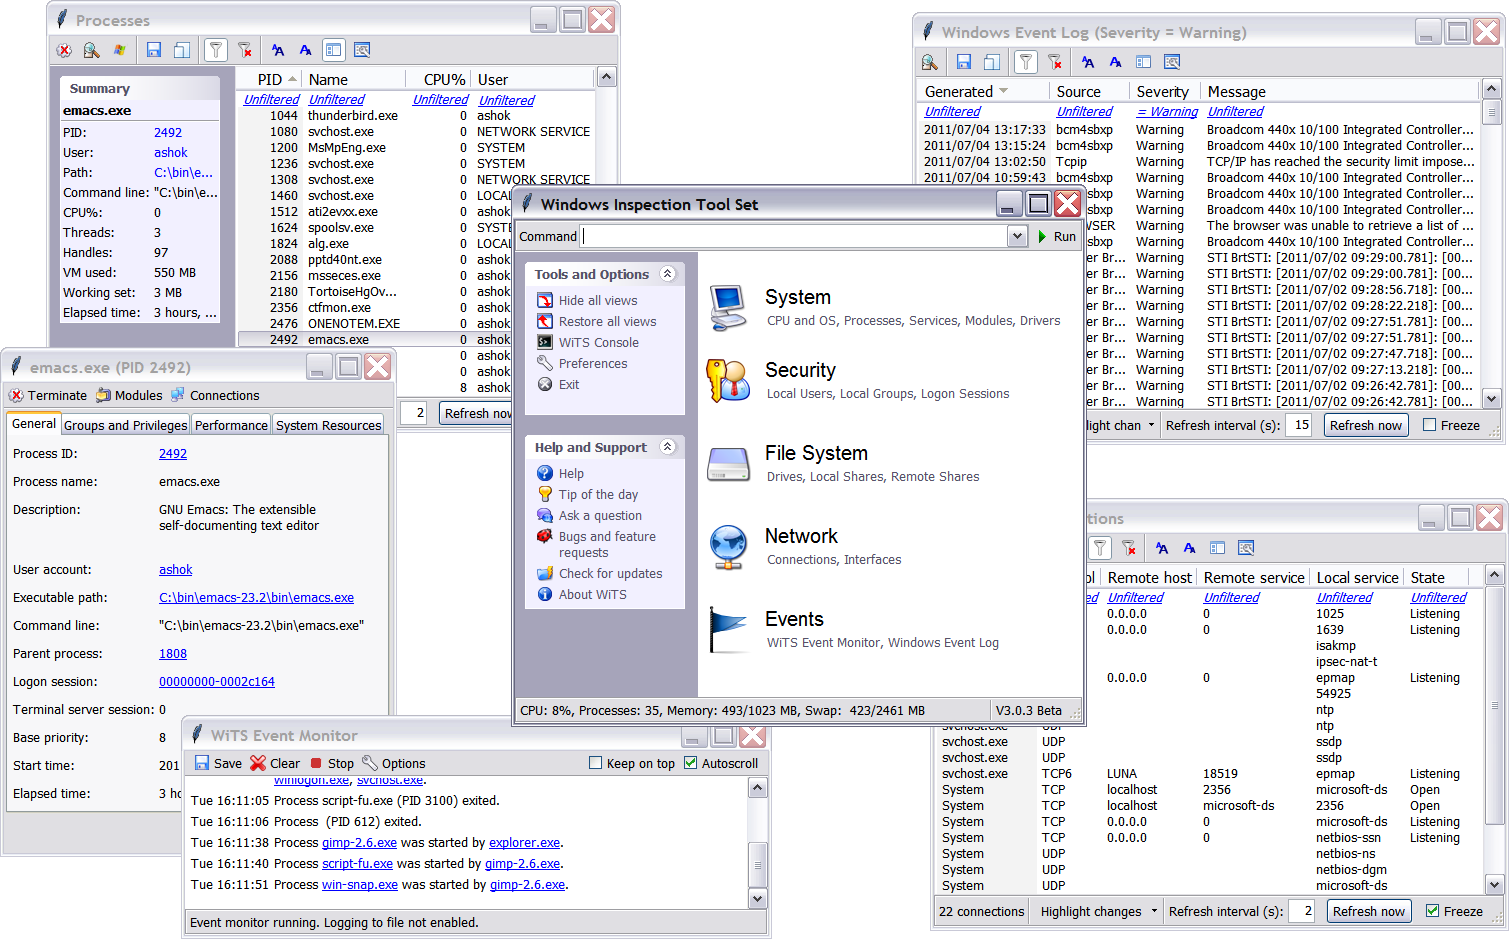 Processes
Summary
emacs.exe
PID: 2492
User: ashok
Path: C:\bin\e...
Command line: "C:\bin\e...
CPU%: 0
Threads: 3
Handles: 97
VM used: 550 MB
Working set: 3 MB
Elapsed time: 3 hours, ...
PID Name CPU% User
Unfiltered Unfiltered Unfiltered Unfiltered
1044 thunderbird.exe 0 ashok
1080 svchost.exe 0 NETWORK SERVICE
1200 MsMpEng.exe 0 SYSTEM
1236 svchost.exe 0 SYSTEM
1308 svchost.exe 0 NETWORK SERVICE
1460 svchost.exe 0 LOCA
1512 ati2evxx.exe 0 ashok
1624 spoolsv.exe 0 SYSTE
1824 alg.exe 0 LOCA
2088 pptd40nt.exe 0 ashok
2156 msseces.exe 0 ashok
2180 TortoiseHgOv... 0 ashok
2356 ctfmon.exe 0 ashok
2476 ONENOTEM.EXE 0 ashok
2492 emacs.exe 0 ashok
0 ashok
0 ashok
8 ashok
2 Refresh now
Windows Event Log (Severity = Warning)
Generated Source Severity Message
Unfiltered Unfiltered = Warning Unfiltered
2011/07/04 13:17:33 bcm4sbxp Warning Broadcom 440x 10/100 Integrated Controller...
2011/07/04 13:15:24 bcm4sbxp Warning Broadcom 440x 10/100 Integrated Controller...
2011/07/04 13:02:50 Tcpip Warning TCP/IP has reached the security limit impose...
2011/07/04 10:59:43 bcm4sbxp Warning Broadcom 440x 10/100 Integrated Controller...
sbxp Warning Broadcom 440x 10/100 Integrated Controller...
sbxp Warning Broadcom 440x 10/100 Integrated Controller...
WSER Warning The browser was unable to retrieve a list of ...
sbxp Warning Broadcom 440x 10/100 Integrated Controller...
er Br... Warning STI BrtSTI: [2011/07/02 09:29:00.781]: [00...
er Br... Warning STI BrtSTI: [2011/07/02 09:29:00.781]: [00...
er Br... Warning STI BrtSTI: [2011/07/02 09:28:56.718]: [00...
er Br... Warning STI BrtSTI: [2011/07/02 09:28:22.218]: [00...
er Br... Warning STI BrtSTI: [2011/07/02 09:27:51.781]: [00...
er Br... Warning STI BrtSTI: [2011/07/02 09:27:51.781]: [00...
er Br... Warning STI BrtSTI: [2011/07/02 09:27:47.718]: [00...
er Br... Warning STI BrtSTI: [2011/07/02 09:27:13.218]: [00...
er Br... Warning STI BrtSTI: [2011/07/02 09:26:42.781]: [00...
er Br... Warning STI BrtSTI: [2011/07/02 09:26:42.781]: [00...
light chan Refresh interval (s): 15 Refresh now Freeze
Windows Inspection Tool Set
Command Run
Tools and Options
Hide all views
Restore all views
WiTS Console
Preferences
Exit
Help and Support
Help
Tip of the day
Ask a question
Bugs and feature
requests
Check for updates
About WiTS
System
CPU and OS, Processes, Services, Modules, Drivers
Security
Local Users, Local Groups, Logon Sessions
File System
Drives, Local Shares, Remote Shares
Network
Connections, Interfaces
Events
WiTS Event Monitor, Windows Event Log
CPU: 8%, Processes: 35, Memory: 493/1023 MB, Swap: 423/2461 MB V3.0.3 Beta
emacs.exe (PID 2492)
Terminate Modules Connections
General Groups and Privileges Performance System Resources
Process ID: 2492
Process name: emacs.exe
Description: GNU Emacs: The extensible
self-documenting text editor
User account: ashok
Executable path: C:\bin\emacs-23.2\bin\emacs.exe
Command line: "C:\bin\emacs-23.2\bin\emacs.exe"
Parent process: 1808
Logon session: 00000000-0002c164
Terminal server session: 0
Base priority: 8
Start time: 201
Elapsed time: 3 hc
WiTS Event Monitor
Save Clear Stop Options Keep on top Autoscroll
winlogon.exe, svchost.exe.
Tue 16:11:05 Process script-fu.exe (PID 3100) exited.
Tue 16:11:06 Process (PID 612) exited.
Tue 16:11:38 Process gimp-2.6.exe was started by explorer.exe.
Tue 16:11:40 Process script-fu.exe was started by gimp-2.6.exe.
Tue 16:11:51 Process win-snap.exe was started by gimp-2.6.exe.
Event monitor running. Logging to file not enabled.
tions
ol Remote host Remote service Local service State
ed Unfiltered Unfiltered Unfiltered Unfiltered
0.0.0.0 0 1025 Listening
0.0.0.0 0 1639 Listening
isakmp
ipsec-nat-t
0.0.0.0 0 epmap Listening
54925
ntp
ntp
svchost.exe UDP ssdp
svchost.exe UDP ssdp
svchost.exe TCP6 LUNA 18519 epmap Listening
System TCP localhost 2356 microsoft-ds Open
System TCP localhost microsoft-ds 2356 Open
System TCP 0.0.0.0 0 microsoft-ds Listening
System TCP 0.0.0.0 0 netbios-ssn Listening
System UDP netbios-ns
System UDP netbios-dgm
System UDP microsoft-ds
22 connections Highlight changes Refresh interval (s): 2 Refresh now Freeze